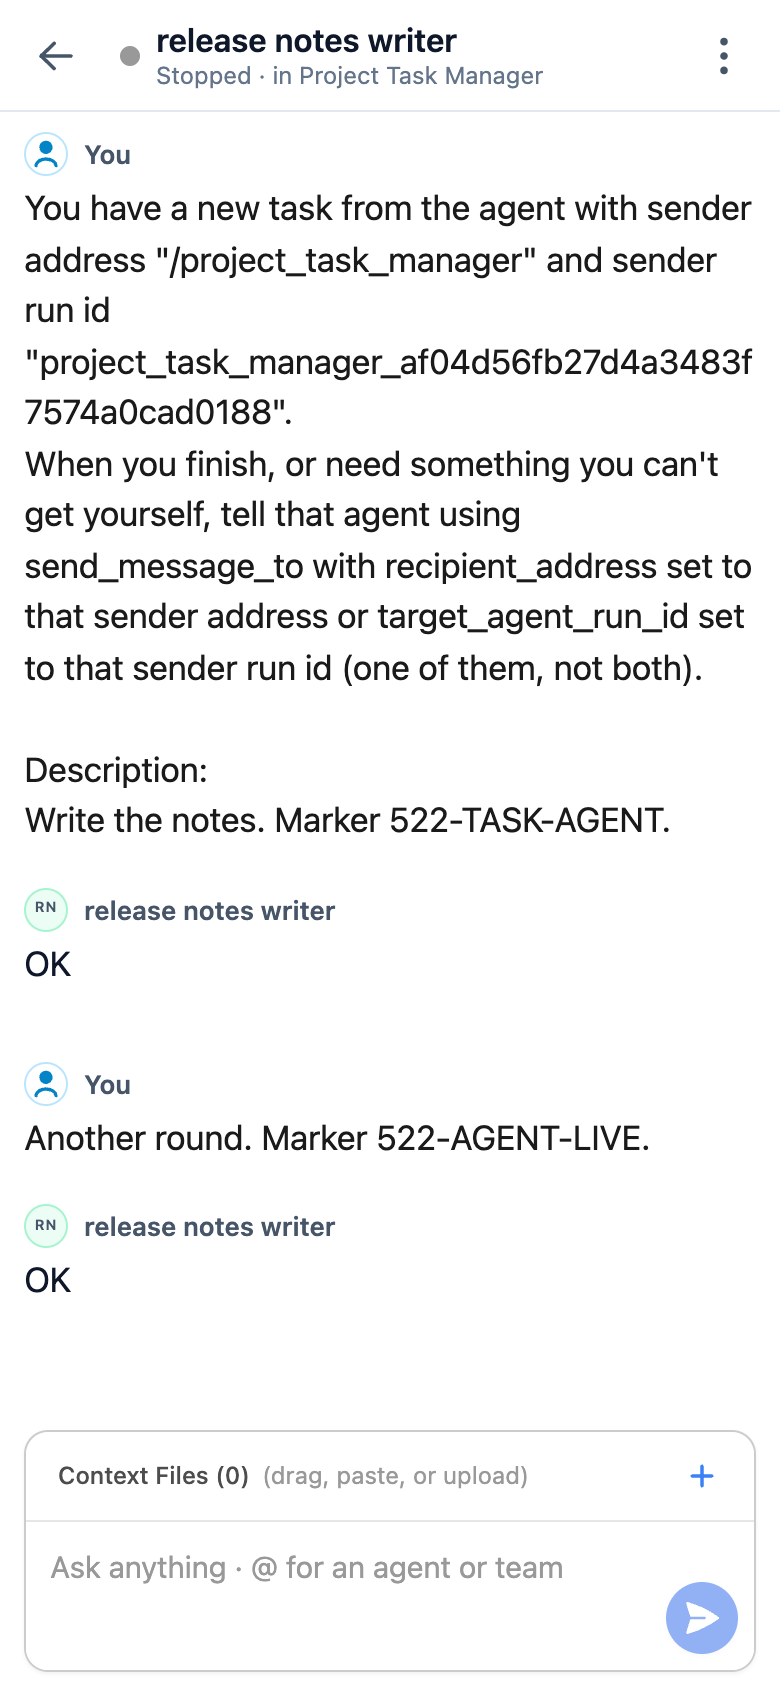 release notes writer
Stopped · in Project Task Manager
You
You have a new task from the agent with sender
address "/project_task_manager" and sender
run id
"project_task_manager_af04d56fb27d4a3483f
7574a0cad0188".
When you finish, or need something you can't
get yourself, tell that agent using
send_message_to with recipient_address set to
that sender address or target_agent_run_id set
to that sender run id (one of them, not both).
Description:
Write the notes. Marker 522-TASK-AGENT.
RN release notes writer
OK
You
Another round. Marker 522-AGENT-LIVE.
RN release notes writer
OK
Context Files (0) (drag, paste, or upload)
Ask anything · @ for an agent or team